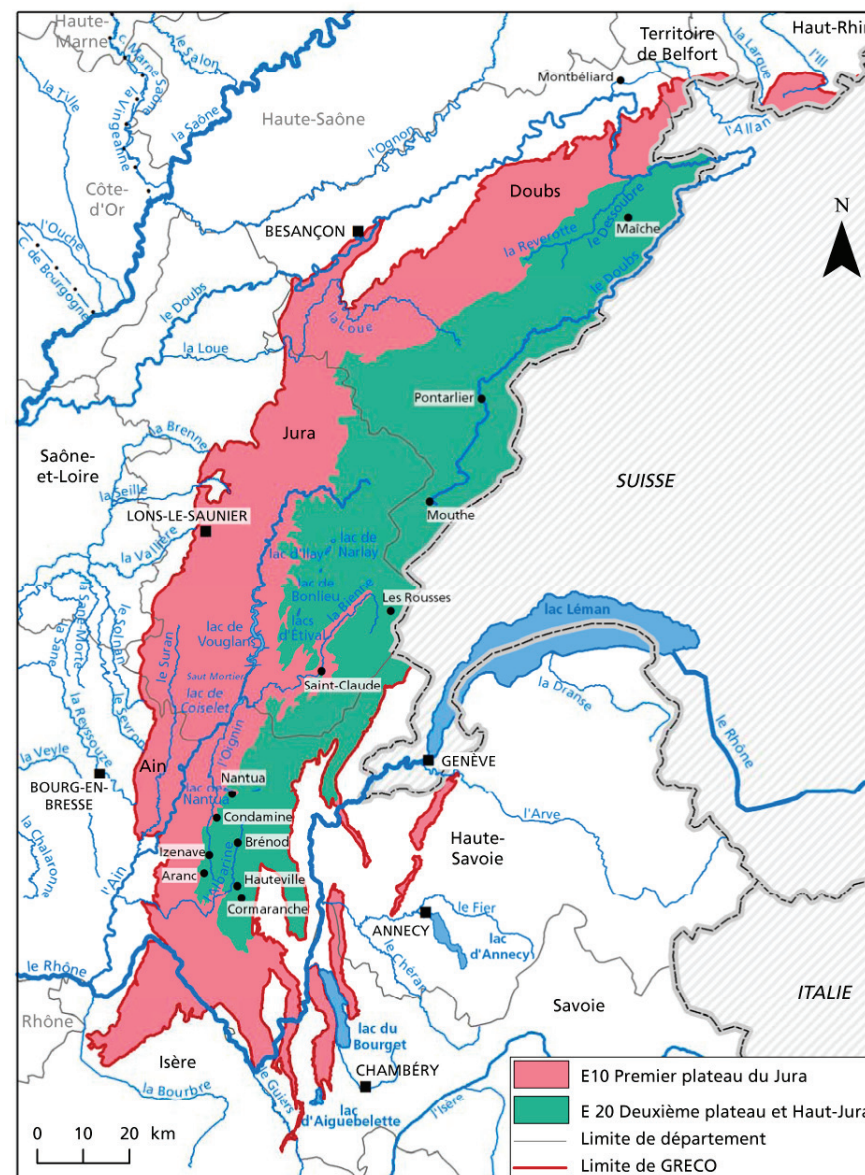 Haute-
Marne
c. Marne Saône
le Salon
la Vingeanne
la Saône
Haute-Saône
l'Ognon
Montbéliard
Territoire
de Belfort
la Largue
Haut-Rhin
l'Ill
l'Allan
Côte-
d'Or
l'Ouche
C. de Bourgogne
BESANÇON
Doubs
la Reverotte
le Dessoubre
Maîche
le Doubs
N
le Doubs
la Loue
la Loue
Pontarlier
Jura
la Brenne
Saône-
et-Loire
la Seille
LONS-LE-SAUNIER
la Vallière
SUISSE
Mouthe
lac d'Ilay
lac de
Narlay
lac de
Bonlieu
lacs
d'Étival
la Bienne
Les Rousses
lac de
Vouglans
Saut Mortier
lac de
Coiselet
Saint-Claude
lac Léman
la Dranse
le Rhône
la Sane Morte
la Sane
le Solnan
le Sevron
la Reyssouze
le Suran
la Veyle
BOURG-EN-
BRESSE
Ain
l'Oignin
Nantua
lac de
Nantua
GENÈVE
la Chalaronne
l'Ain
Condamine
Izenave
Brénod
Aranc
l'Albarine
Hauteville
Cormaranche
Haute-
Savoie
l'Arve
ANNECY
le Fier
lac
d'Annecy
le Chéran
le Rhône
Rhône
Savoie
ITALIE
Isère
la Bourbre
lac du
Bourget
CHAMBÉRY
le Guiers
lac
d'Aiguebelette
l'Isère
0 10 20 km
E10 Premier plateau du Jura
E 20 Deuxième plateau et Haut-Jura
Limite de département
Limite de GRECO